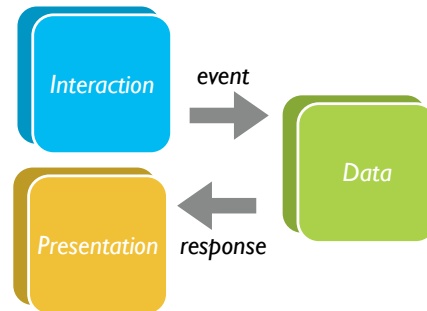 Interaction
event
Data
Presentation
response